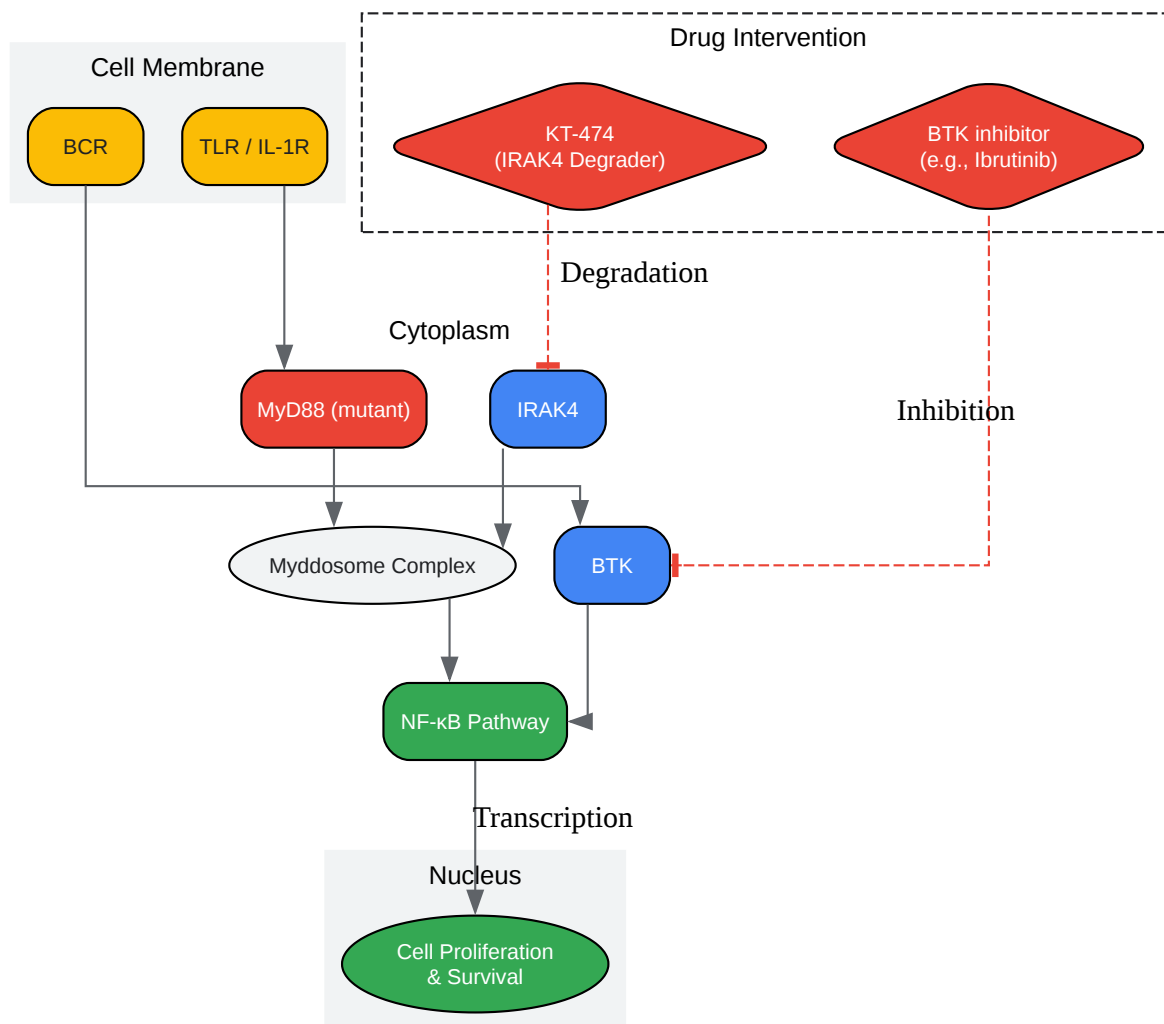 Drug Intervention
Cell Membrane
BCR
TLR / IL-1R
KT-474
(IRAK4 Degrader)
BTK inhibitor
(e.g., Ibrutinib)
Degradation
Cytoplasm
MyD88 (mutant)
IRAK4
Inhibition
Myddosome Complex
BTK
NF-κB Pathway
Transcription
Nucleus
Cell Proliferation
& Survival